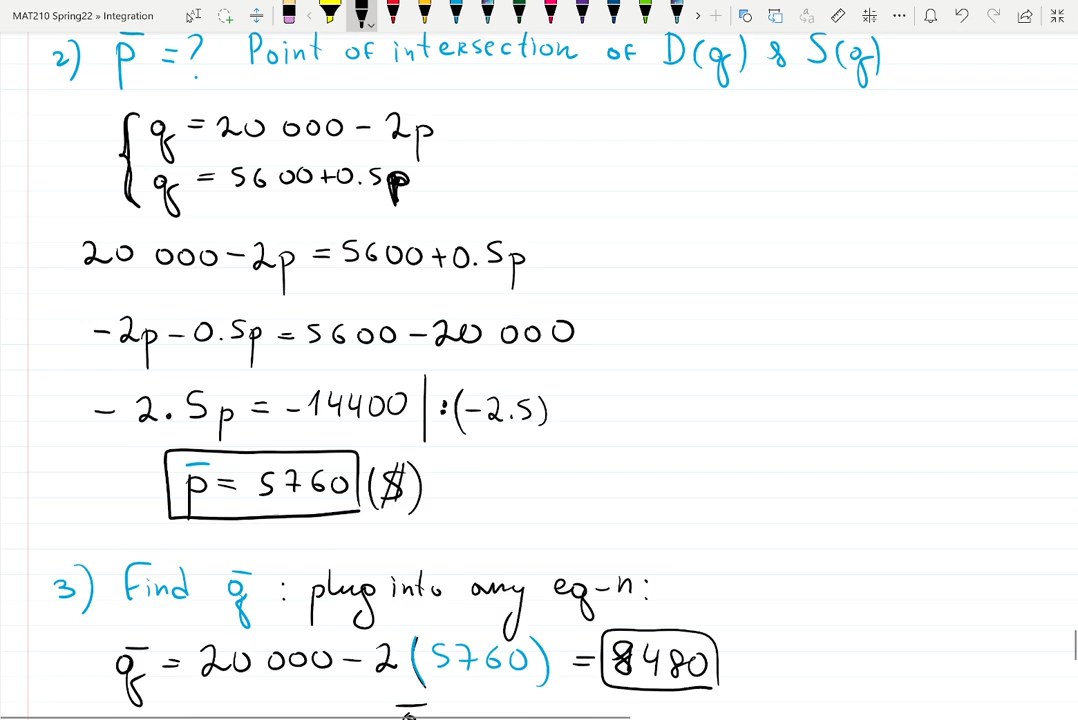 MAT210 Spring22 » Integration
2) p̄ = ? Point of intersection of D(q) & S(q)
q = 20 000 - 2p
q = 5600 + 0.5p
20 000 - 2p = 5600 + 0.5p
- 2p - 0.5p = 5600 - 20 000
- 2.5p = -14400 | :(-2.5)
p̄ = 5760 ($)
3) Find q̄ : plug into any eq-n:
q̄ = 20 000 - 2 (5760) = 8480